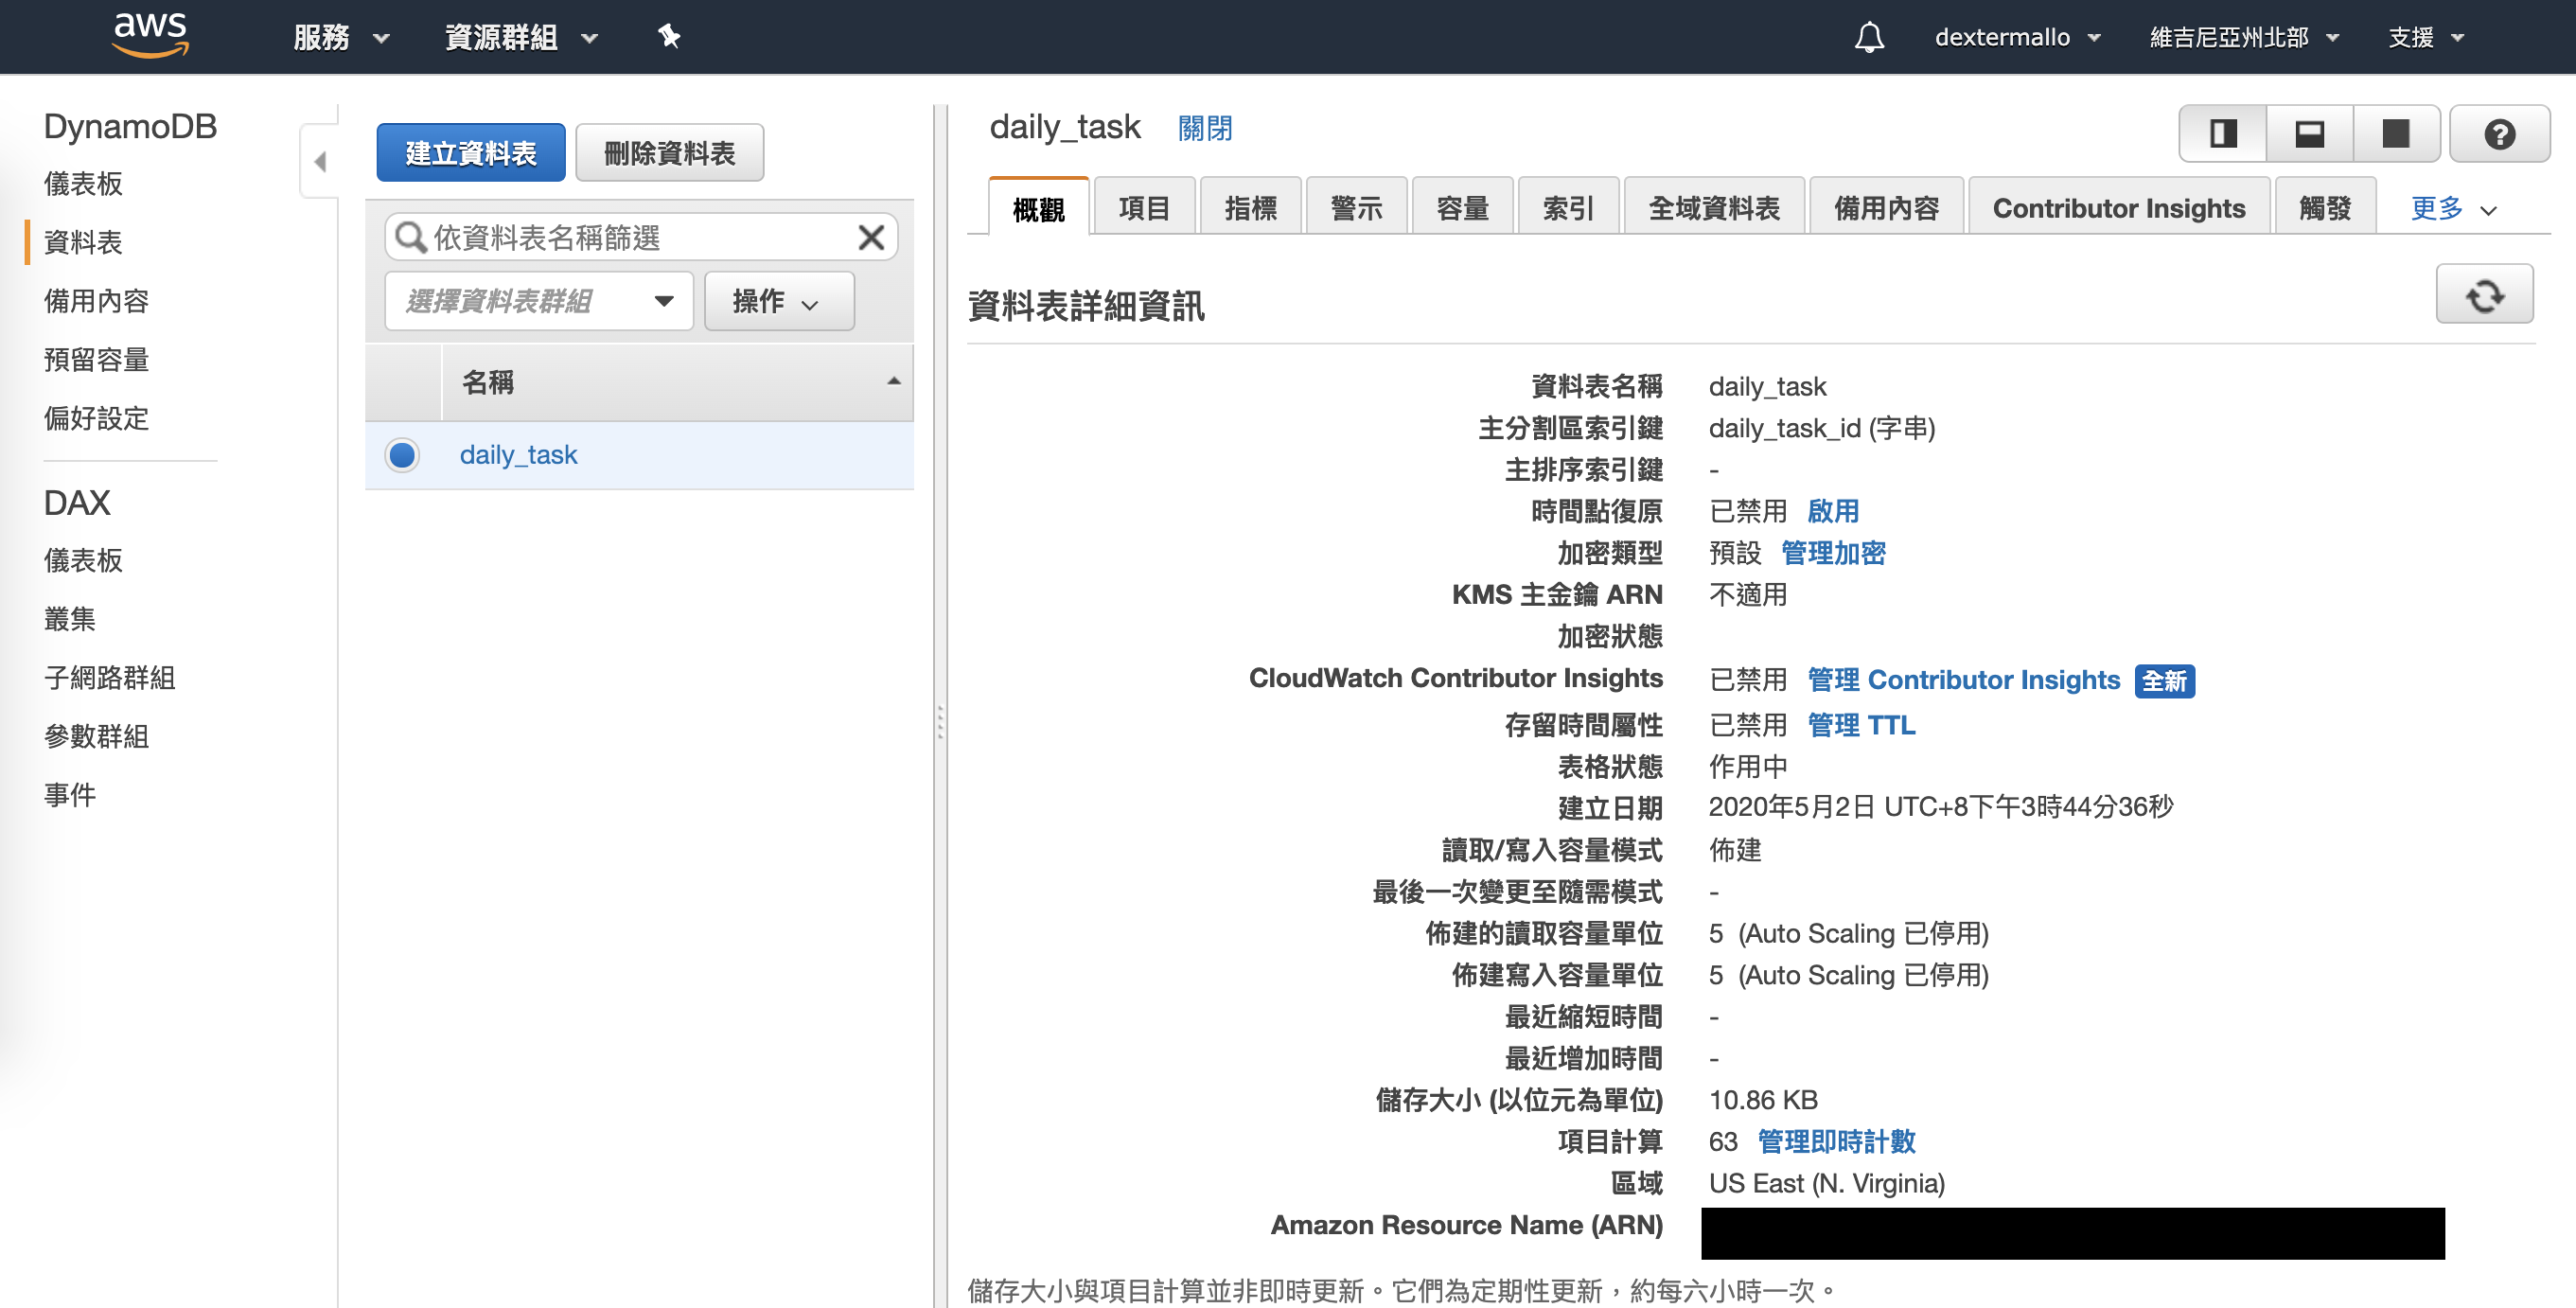 aws 服務 資源群組 dextermallo 維吉尼亞州北部 支援
DynamoDB
儀表板
資料表
備用內容
預留容量
偏好設定
DAX
儀表板
叢集
子網路群組
參數群組
事件
建立資料表 刪除資料表
依資料表名稱篩選
選擇資料表群組 操作
名稱
daily_task
daily_task 關閉
概觀 項目 指標 警示 容量 索引 全域資料表 備用內容 Contributor Insights 觸發 更多
資料表詳細資訊
資料表名稱 daily_task
主分割區索引鍵 daily_task_id (字串)
主排序索引鍵 -
時間點復原 已禁用 啟用
加密類型 預設 管理加密
KMS 主金鑰 ARN 不適用
加密狀態
CloudWatch Contributor Insights 已禁用 管理 Contributor Insights 全新
存留時間屬性 已禁用 管理 TTL
表格狀態 作用中
建立日期 2020年5月2日 UTC+8下午3時44分36秒
讀取/寫入容量模式 佈建
最後一次變更至隨需模式 -
佈建的讀取容量單位 5 (Auto Scaling 已停用)
佈建寫入容量單位 5 (Auto Scaling 已停用)
最近縮短時間 -
最近增加時間 -
儲存大小 (以位元為單位) 10.86 KB
項目計算 63 管理即時計數
區域 US East (N. Virginia)
Amazon Resource Name (ARN)
儲存大小與項目計算並非即時更新。它們為定期性更新，約每六小時一次。